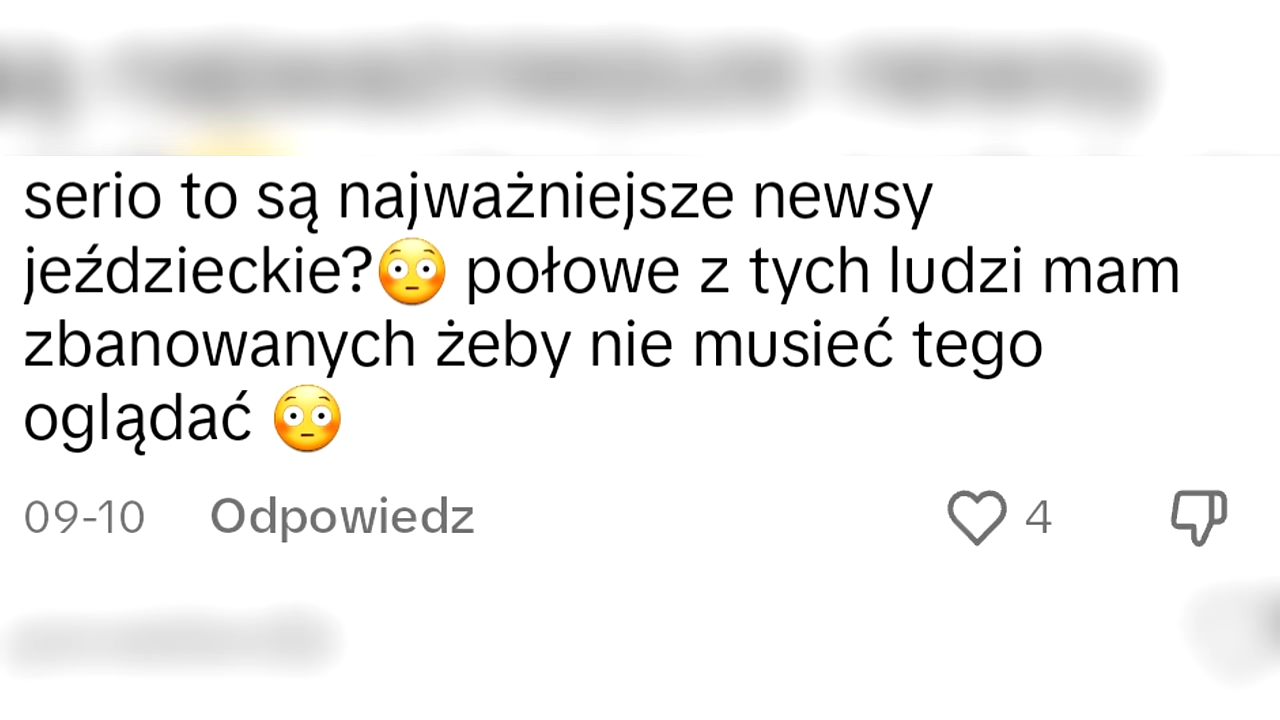 serio to są najważniejsze newsy
jeździeckie?😳 połowe z tych ludzi mam
zbanowanych żeby nie musieć tego
oglądać 😳
09-10 Odpowiedz 4